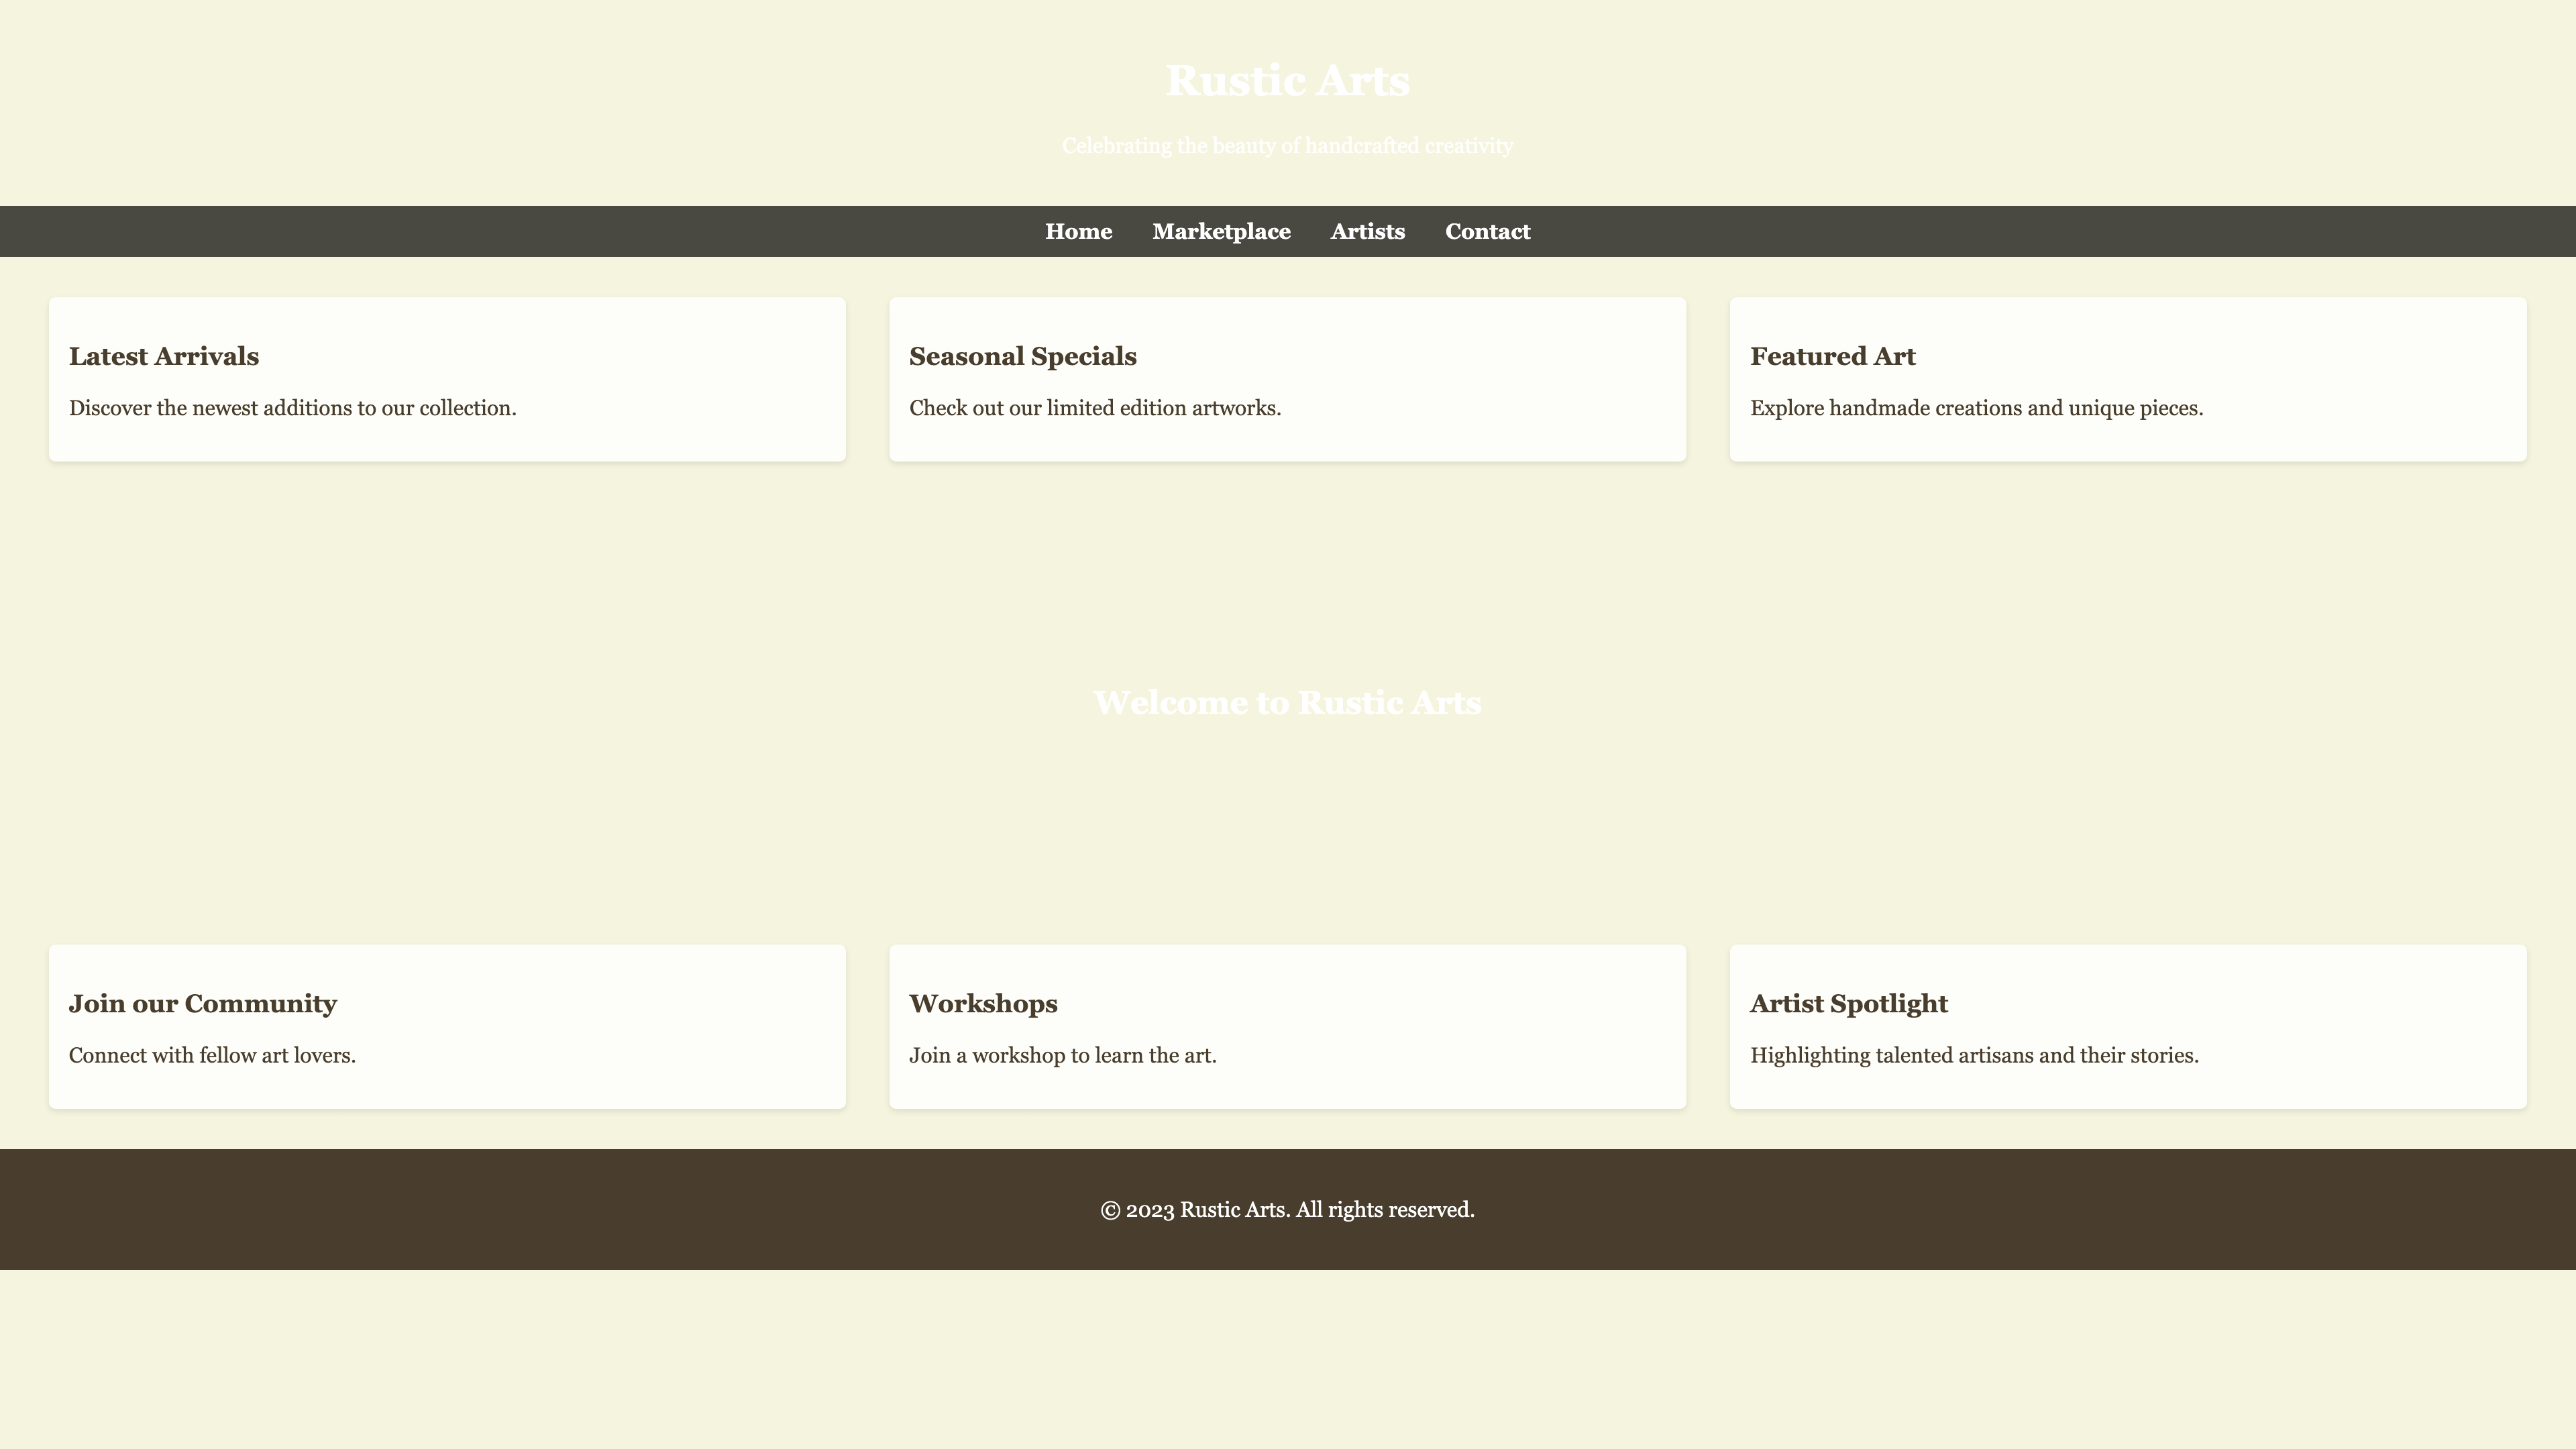 Rustic Arts
Celebrating the beauty of handcrafted creativity
Home Marketplace Artists Contact
Latest Arrivals
Discover the newest additions to our collection.
Seasonal Specials
Check out our limited edition artworks.
Featured Art
Explore handmade creations and unique pieces.
Welcome to Rustic Arts
Join our Community
Connect with fellow art lovers.
Workshops
Join a workshop to learn the art.
Artist Spotlight
Highlighting talented artisans and their stories.
© 2023 Rustic Arts. All rights reserved.